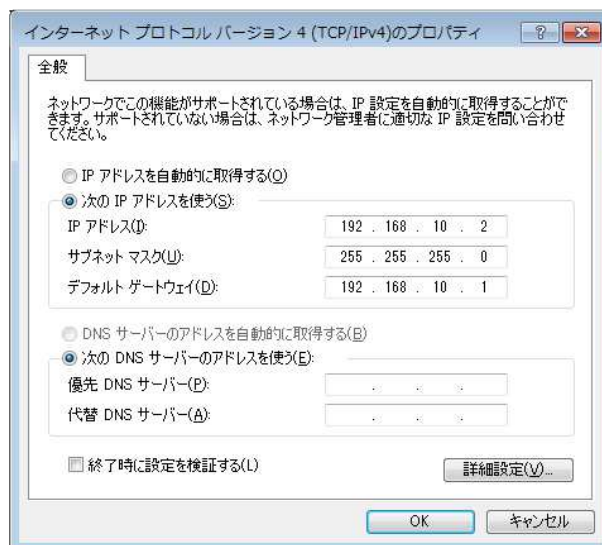 インターネット プロトコル バージョン 4 (TCP/IPv4)のプロパティ
全般
ネットワークでこの機能がサポートされている場合は、IP 設定を自動的に取得することがで
きます。サポートされていない場合は、ネットワーク管理者に適切な IP 設定を問い合わせ
てください。
IP アドレスを自動的に取得する(O)
次の IP アドレスを使う(S):
IP アドレス(I): 192 . 168 . 10 . 2
サブネット マスク(U): 255 . 255 . 255 . 0
デフォルト ゲートウェイ(D): 192 . 168 . 10 . 1
DNS サーバーのアドレスを自動的に取得する(B)
次の DNS サーバーのアドレスを使う(E):
優先 DNS サーバー(P): . . .
代替 DNS サーバー(A): . . .
終了時に設定を検証する(L)
詳細設定(V)...
OK キャンセル